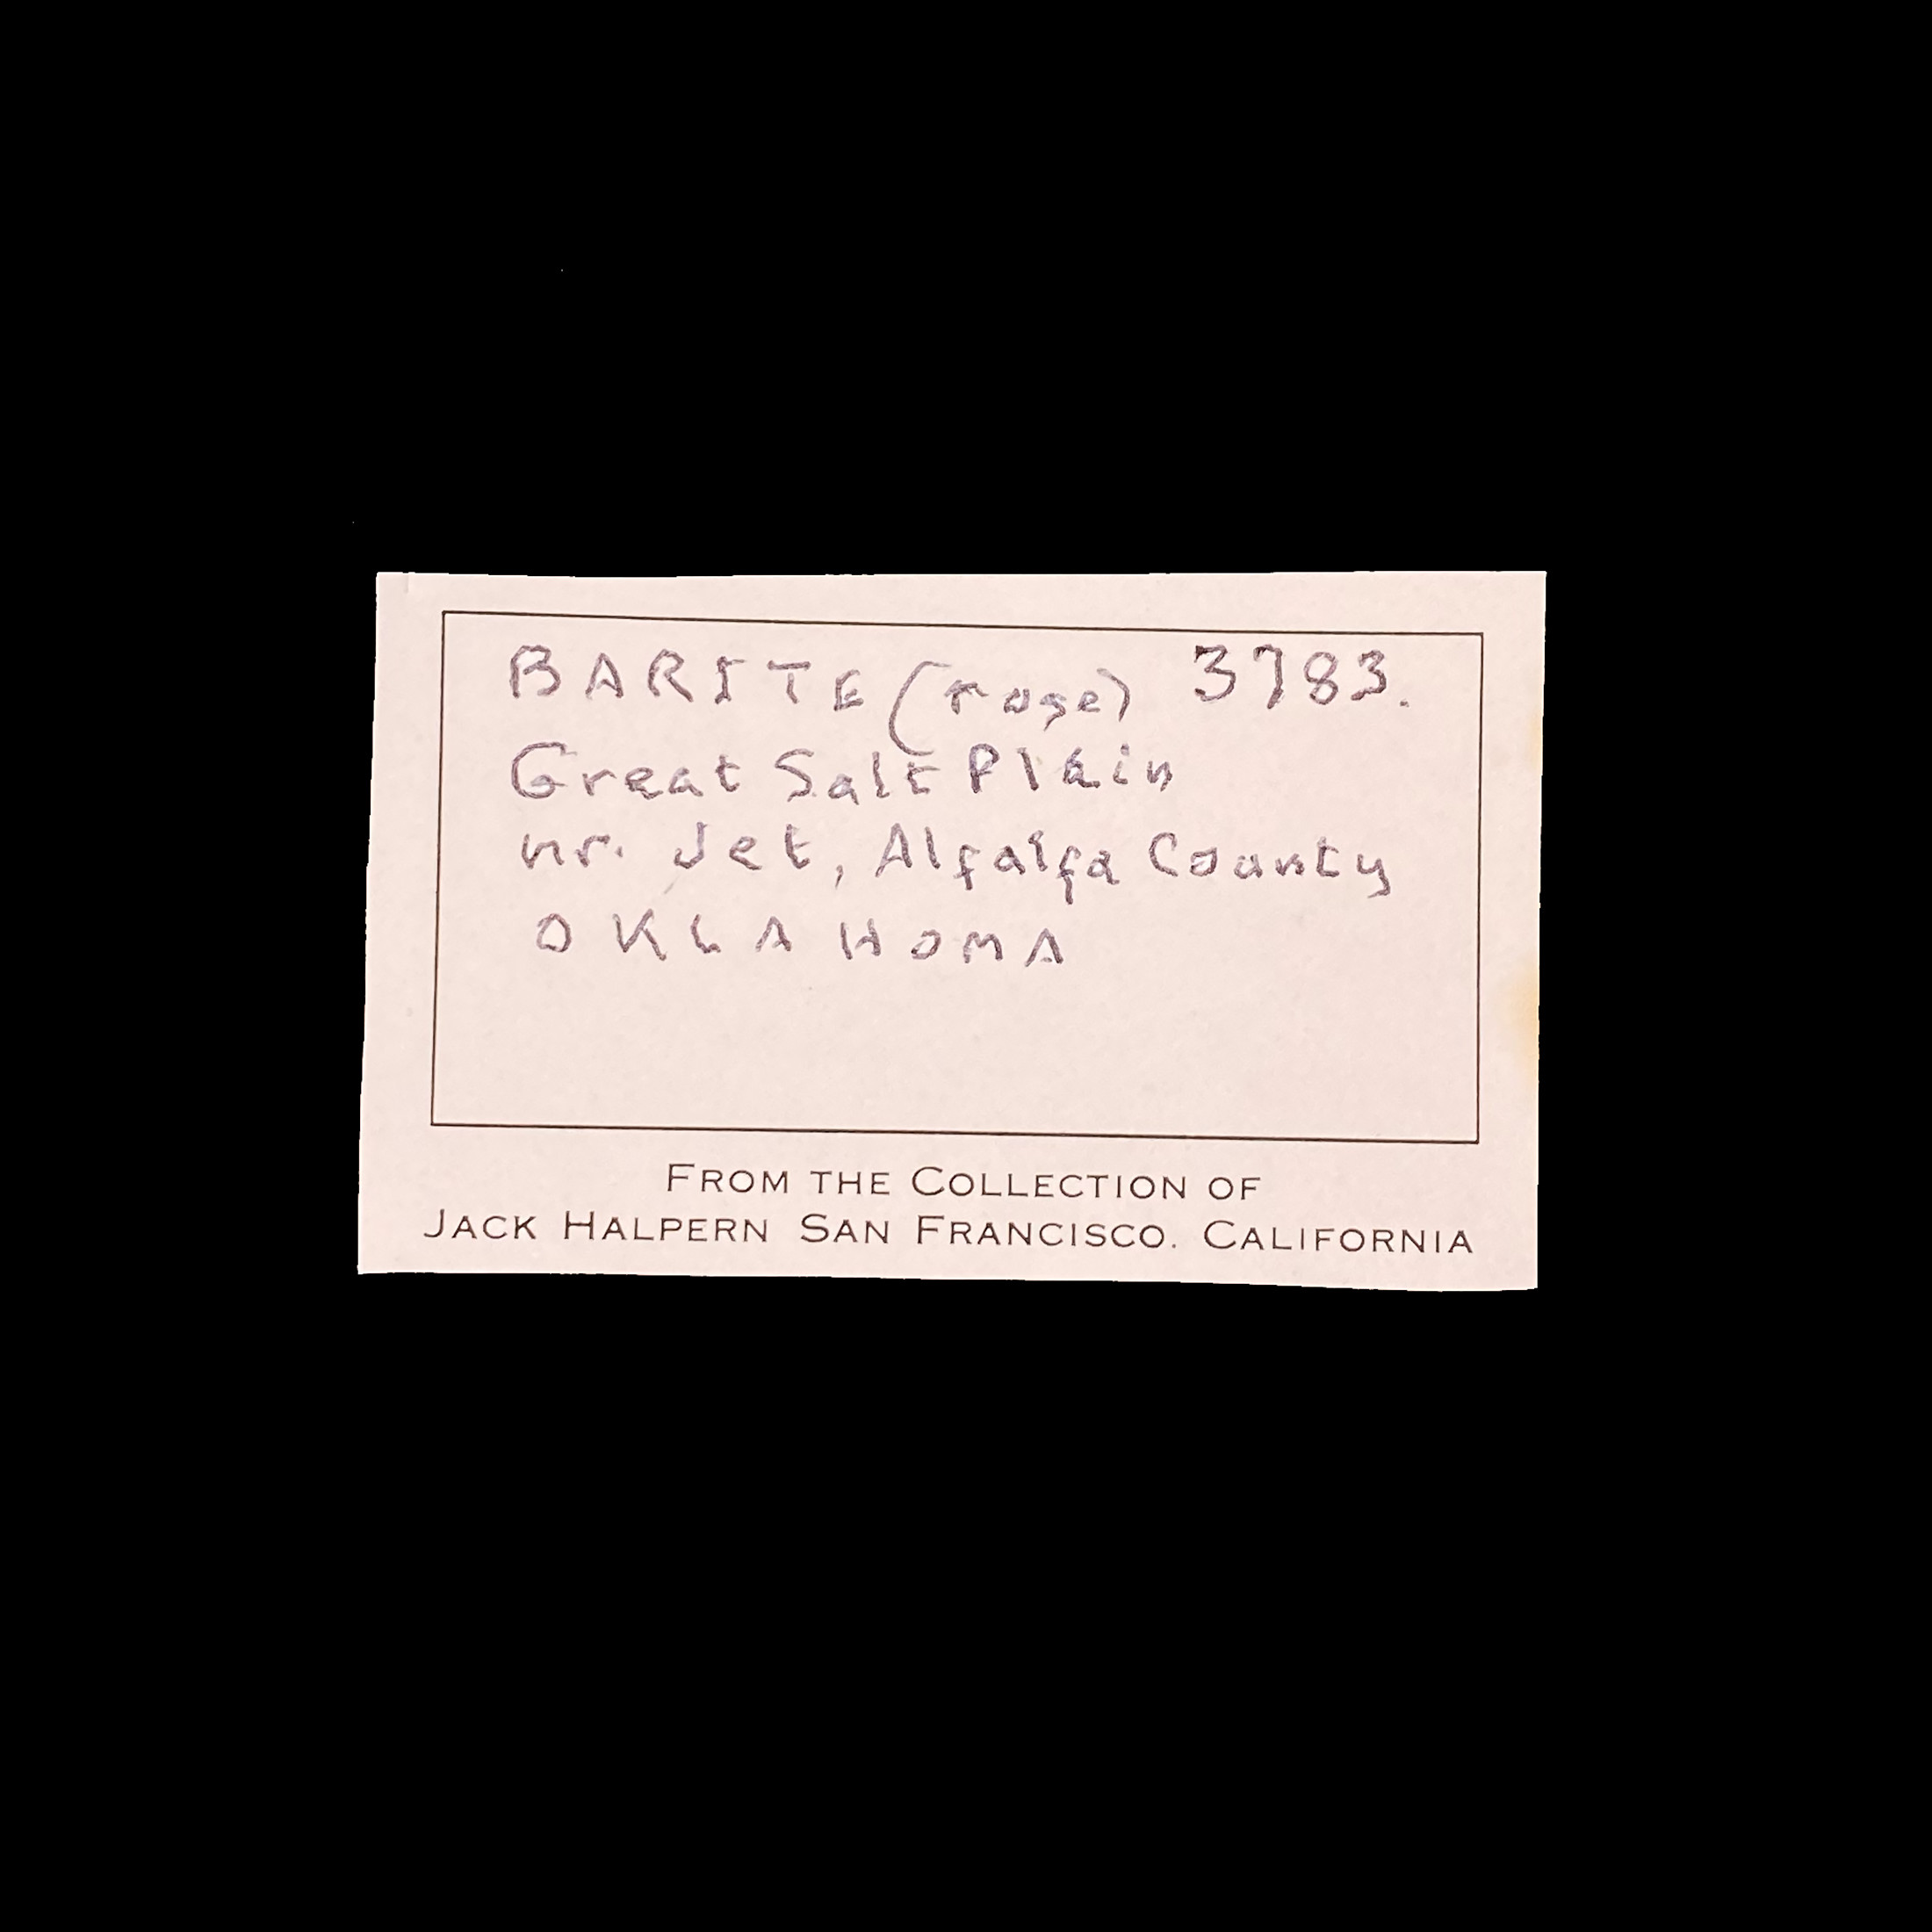 BARITE (rose) 3783.
Great Salt Plain
nr. Jet, Alfalfa County
OKLAHOMA
FROM THE COLLECTION OF
JACK HALPERN SAN FRANCISCO. CALIFORNIA